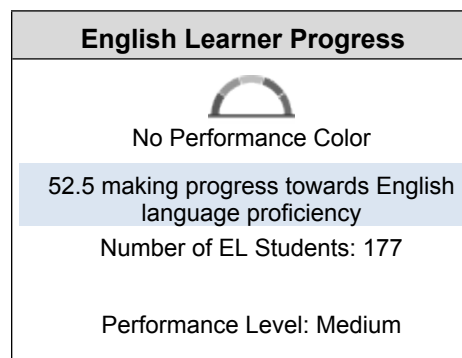 English Learner Progress
No Performance Color
52.5 making progress towards English
language proficiency
Number of EL Students: 177
Performance Level: Medium